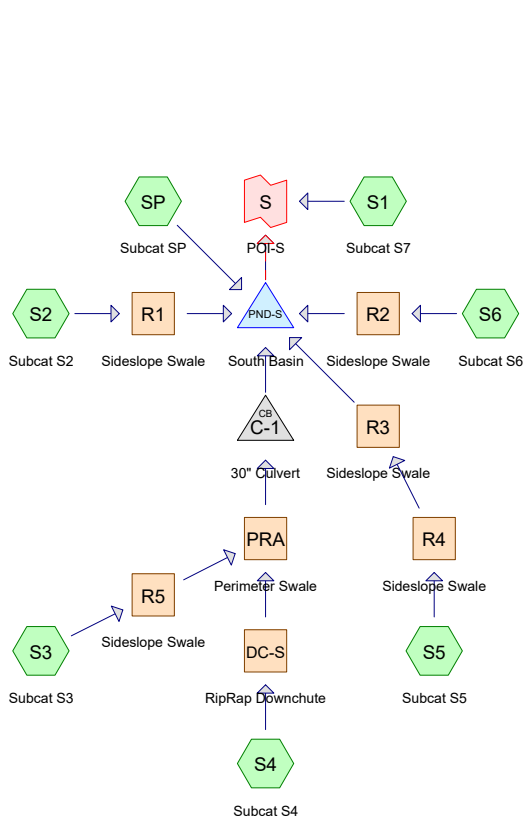 SP
S
S1
Subcat SP
POI-S
Subcat S7
S2
R1
PND-S
R2
S6
Subcat S2
Sideslope Swale
South Basin
Sideslope Swale
Subcat S6
CB
C-1
R3
30" Culvert
Sideslope Swale
PRA
R4
Perimeter Swale
Sideslope Swale
R5
Sideslope Swale
S3
DC-S
S5
Subcat S3
RipRap Downchute
Subcat S5
S4
Subcat S4